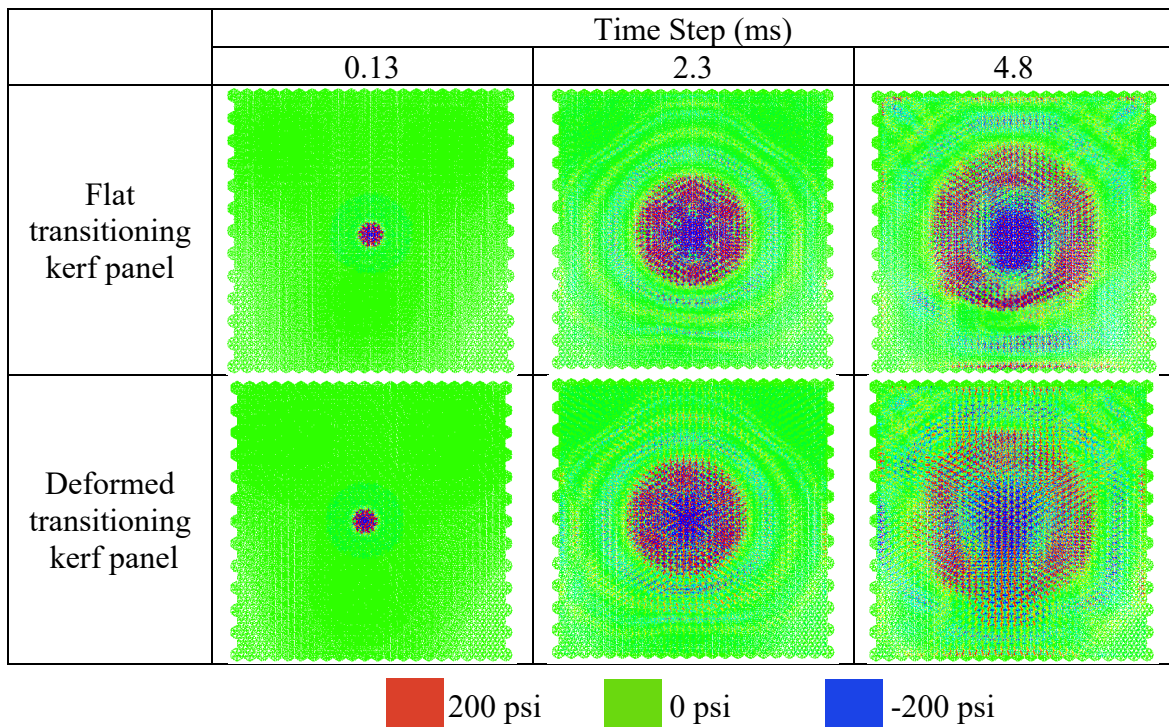 Time Step (ms)
0.13
2.3
4.8
Flat
transitioning
kerf panel
Deformed
transitioning
kerf panel
200 psi
0 psi
-200 psi